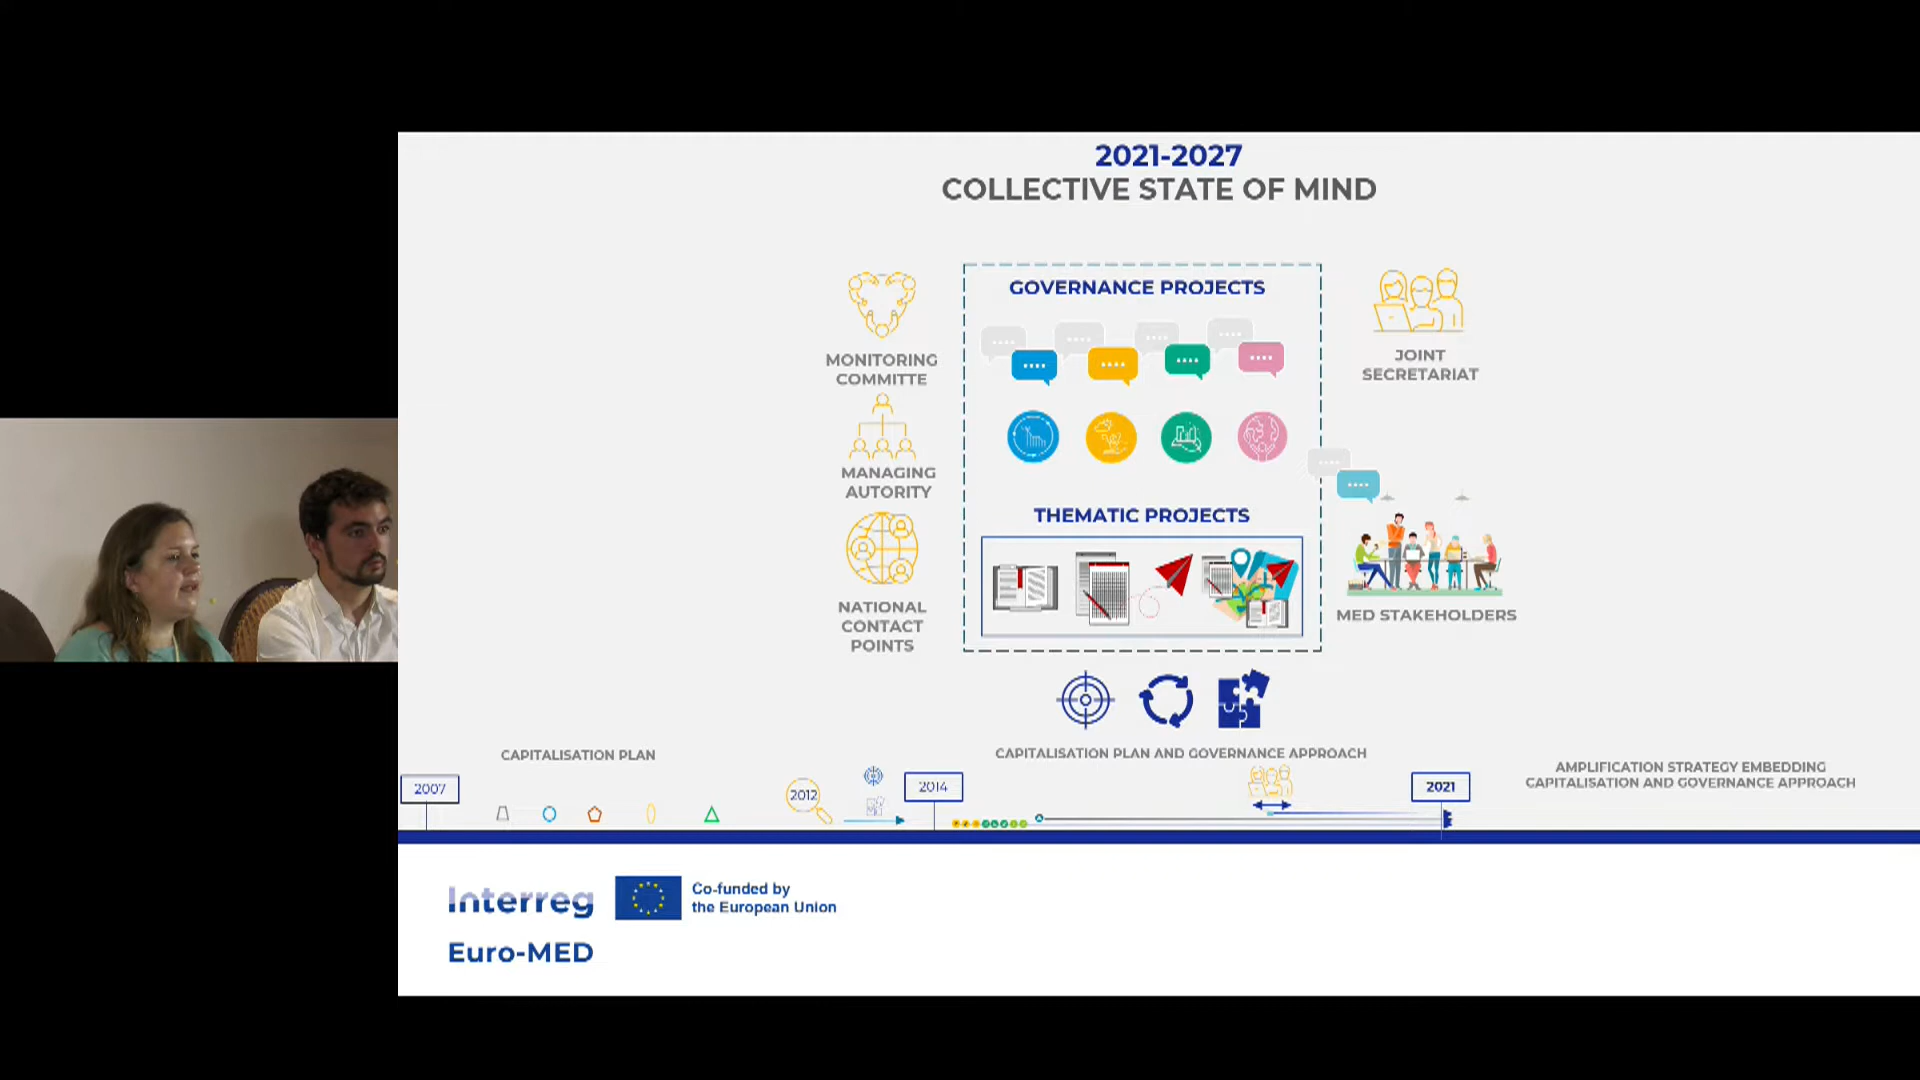 2021-2027
COLLECTIVE STATE OF MIND
MONITORING
COMMITTE
MANAGING
AUTORITY
NATIONAL
CONTACT
POINTS
GOVERNANCE PROJECTS
THEMATIC PROJECTS
JOINT
SECRETARIAT
MED STAKEHOLDERS
CAPITALISATION PLAN
CAPITALISATION PLAN AND GOVERNANCE APPROACH
AMPLIFICATION STRATEGY EMBEDDING
CAPITALISATION AND GOVERNANCE APPROACH
2007
2012
2014
2021
Interreg
Co-funded by
the European Union
Euro-MED